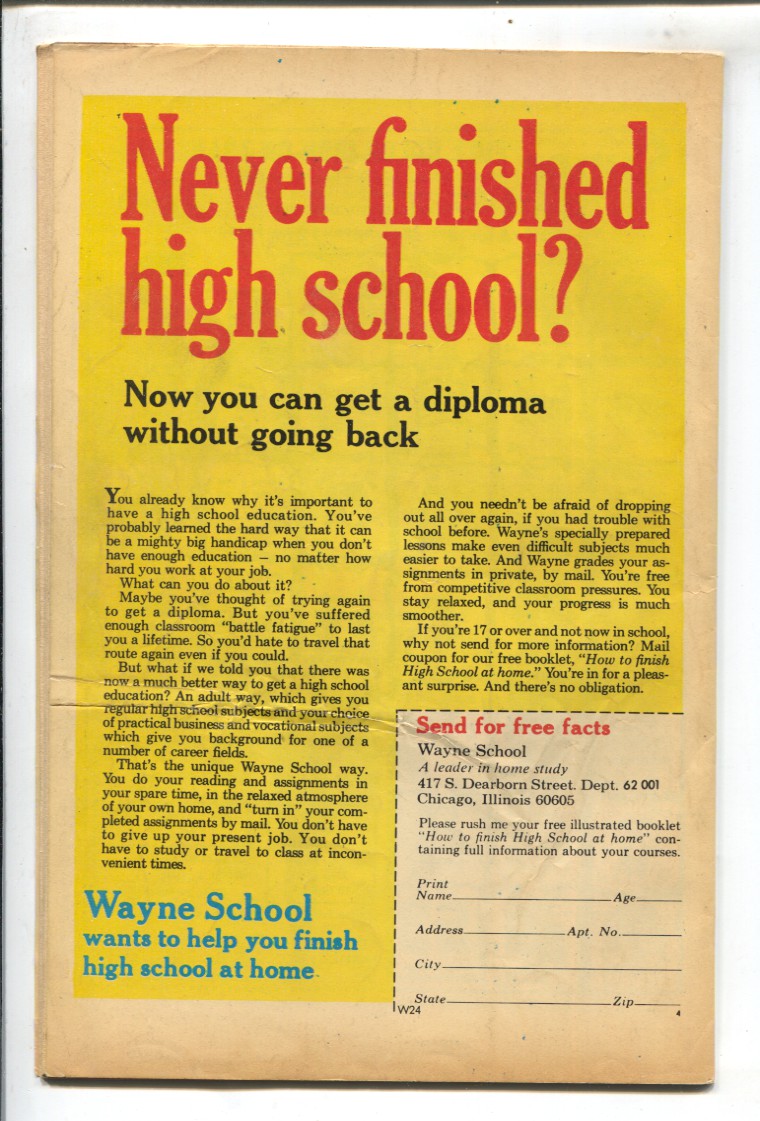 Never finished
high school?
Now you can get a diploma
without going back
You already know why it's important to
have a high school education. You've
probably learned the hard way that it can
be a mighty big handicap when you don't
have enough education — no matter how
hard you work at your job.
What can you do about it?
Maybe you've thought of trying again
to get a diploma. But you've suffered
enough classroom "battle fatigue" to last
you a lifetime. So you'd hate to travel that
route again even if you could.
But what if we told you that there was
now a much better way to get a high school
education? An adult way, which gives you
regular high school subjects and your choice
of practical business and vocational subjects
which give you background for one of a
number of career fields.
That's the unique Wayne School way.
You do your reading and assignments in
your spare time, in the relaxed atmosphere
of your own home, and "turn in" your com-
pleted assignments by mail. You don't have
to give up your present job. You don't
have to study or travel to class at incon-
venient times.
Wayne School
wants to help you finish
high school at home.
And you needn't be afraid of dropping
out all over again, if you had trouble with
school before. Wayne's specially prepared
lessons make even difficult subjects much
easier to take. And Wayne grades your as-
signments in private, by mail. You're free
from competitive classroom pressures. You
stay relaxed, and your progress is much
smoother.
If you're 17 or over and not now in school,
why not send for more information? Mail
coupon for our free booklet, "How to finish
High School at home." You're in for a pleas-
ant surprise. And there's no obligation.
Send for free facts
Wayne School
A leader in home study
417 S. Dearborn Street. Dept. 62 001
Chicago, Illinois 60605
Please rush me your free illustrated booklet
"How to finish High School at home" con-
taining full information about your courses.
Print
Name Age
Address Apt. No.
City
State Zip
W24 4